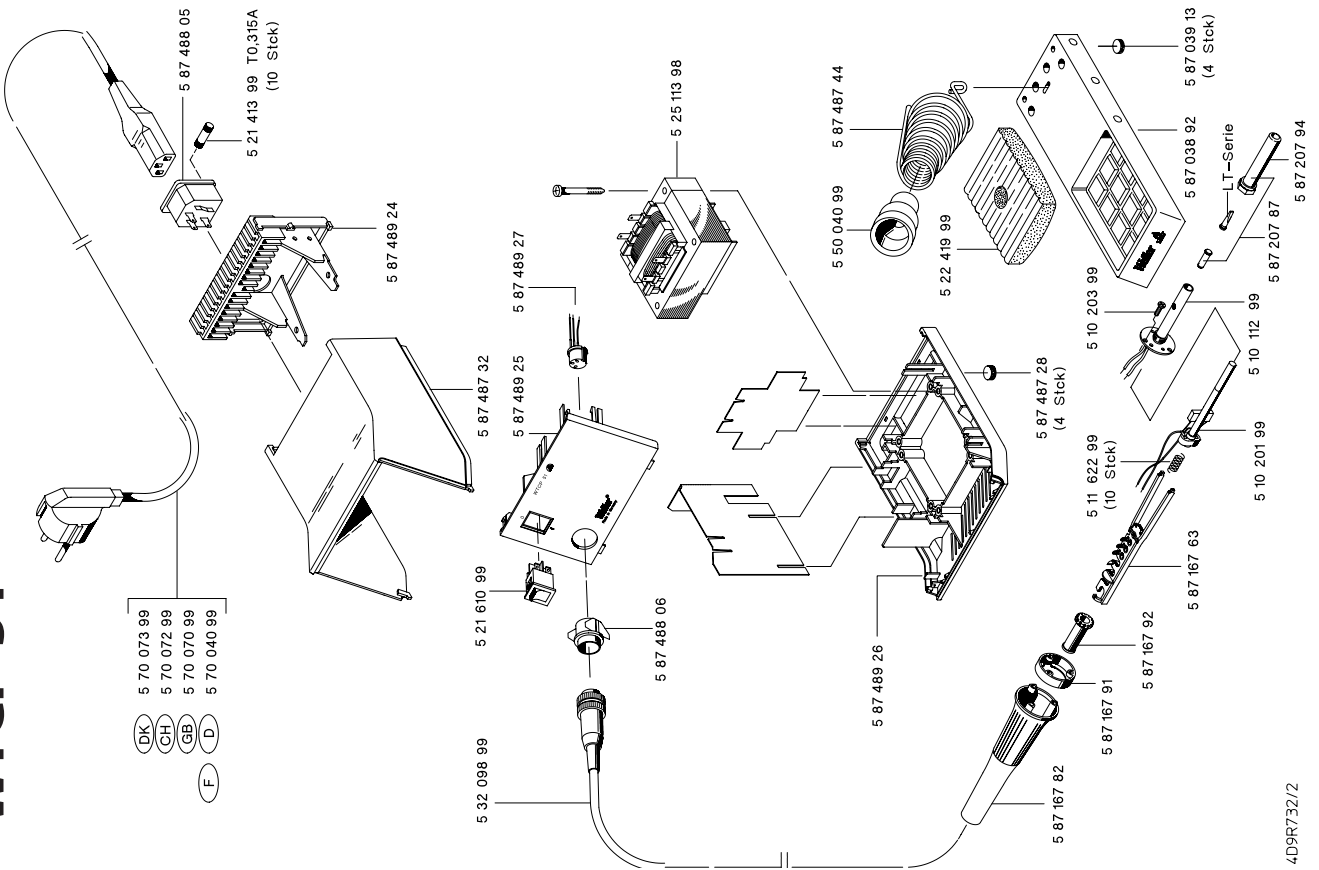 5 87 488 05
5 21 413 99 T0,315A
(10 Stck)
5 87 489 24
5 87 487 32
5 87 489 25
5 87 489 27
5 25 113 98
DK 5 70 073 99
CH 5 70 072 99
GB 5 70 070 99
F D 5 70 040 99
5 21 610 99
5 87 488 06
5 32 098 99
WTCP 51
Weller®
5 87 487 28
(4 Stck)
5 87 489 26
5 87 487 44
5 50 040 99
5 22 419 99
Weller
5 87 039 13
(4 Stck)
5 87 038 92
LT-Serie
5 87 207 94
5 87 207 87
5 10 203 99
5 10 112 99
5 11 622 99
(10 Stck)
5 10 201 99
5 87 167 63
5 87 167 92
5 87 167 91
5 87 167 82
4D9R732/2